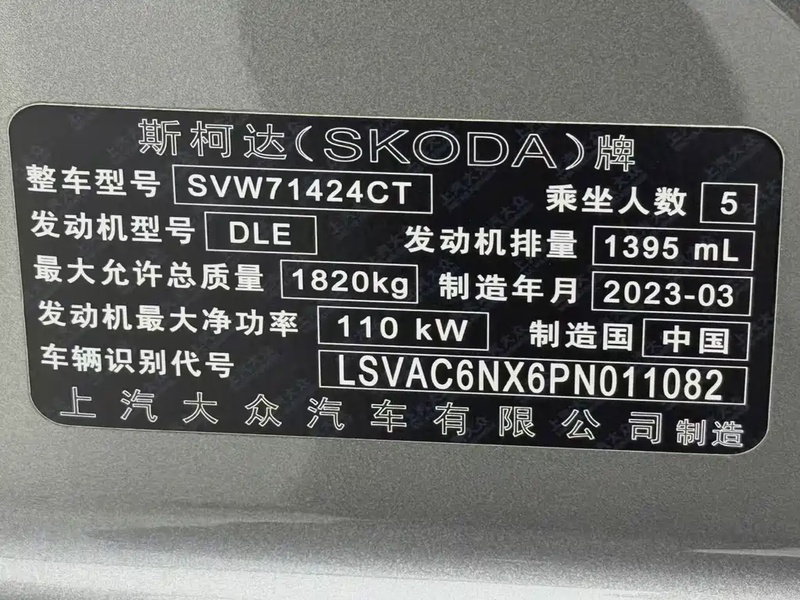 斯柯达(SKODA)牌
整车型号 SVW71424CT 乘坐人数 5
发动机型号 DLE 发动机排量 1395 mL
最大允许总质量 1820kg 制造年月 2023-03
发动机最大净功率 110 kW 制造国 中国
车辆识别代号 LSVAC6NX6PN011082
上汽大众汽车有限公司制造